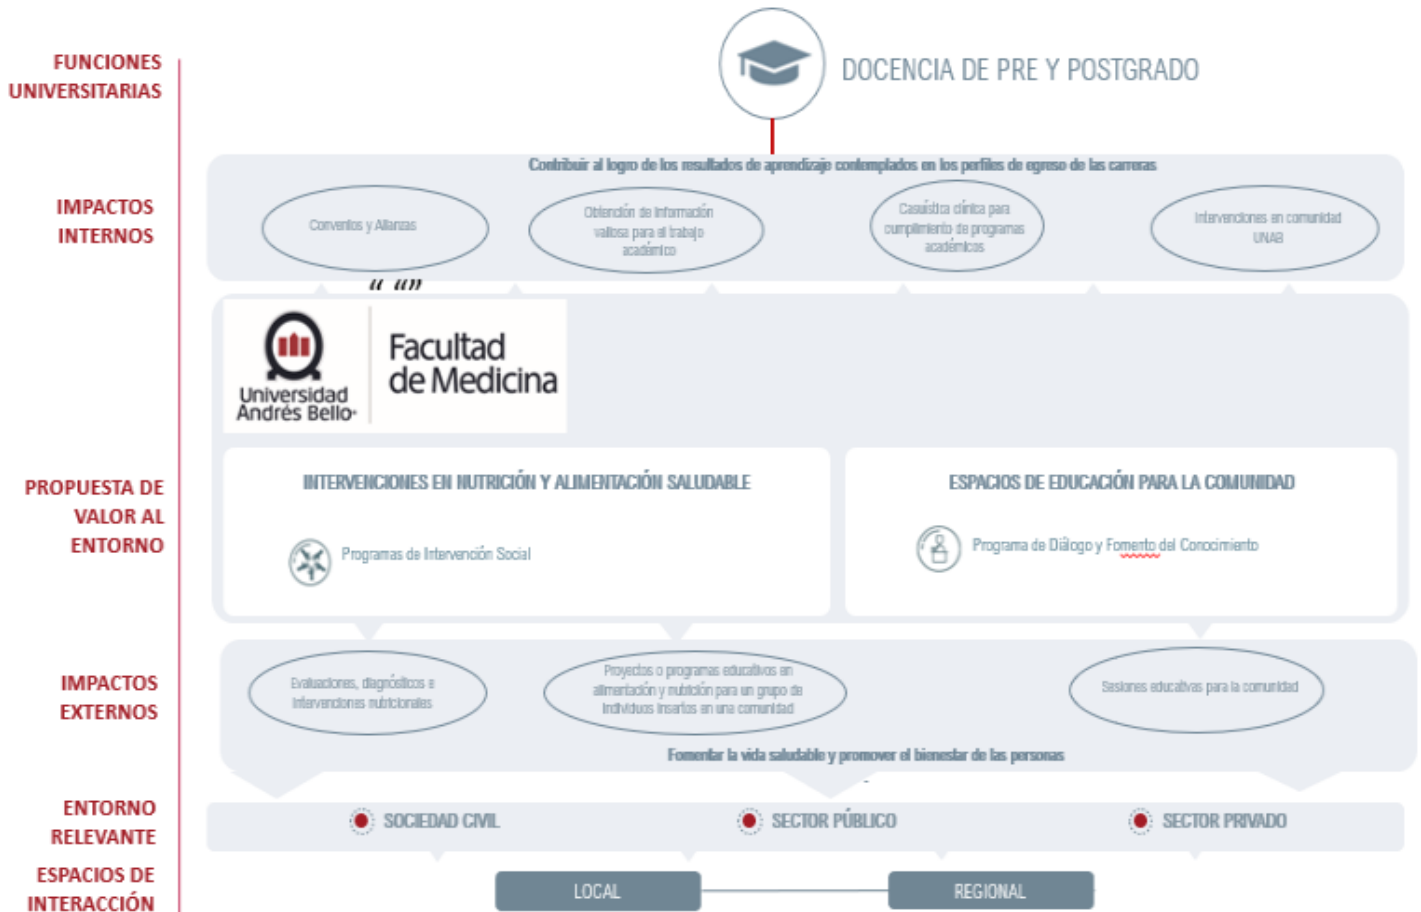 FUNCIONES
UNIVERSITARIAS
DOCENCIA DE PRE Y POSTGRADO
IMPACTOS
INTERNOS
Contribuir al logro de los resultados de aprendizaje contemplados en los perfiles de egreso de las carreras
Convenios y Alianzas
Obtención de Información
valiosa para el trabajo
académico
Casuística clínica para
cumplimiento de programas
académicos
Intervenciones en comunidad
UNAB
Universidad
Andrés Bello
Facultad
de Medicina
PROPUESTA DE
VALOR AL
ENTORNO
INTERVENCIONES EN NUTRICIÓN Y ALIMENTACIÓN SALUDABLE
Programas de Intervención Social
ESPACIOS DE EDUCACIÓN PARA LA COMUNIDAD
Programa de Diálogo y Fomento del Conocimiento
IMPACTOS
EXTERNOS
Evaluaciones, diagnósticos e
Intervenciones nutricionales
Proyectos o programas educativos en
alimentación y nutrición para un grupo de
Individuos insertos en una comunidad
Sesiones educativas para la comunidad
Fomentar la vida saludable y promover el bienestar de las personas
ENTORNO
RELEVANTE
SOCIEDAD CIVIL
SECTOR PÚBLICO
SECTOR PRIVADO
ESPACIOS DE
INTERACCIÓN
LOCAL
REGIONAL